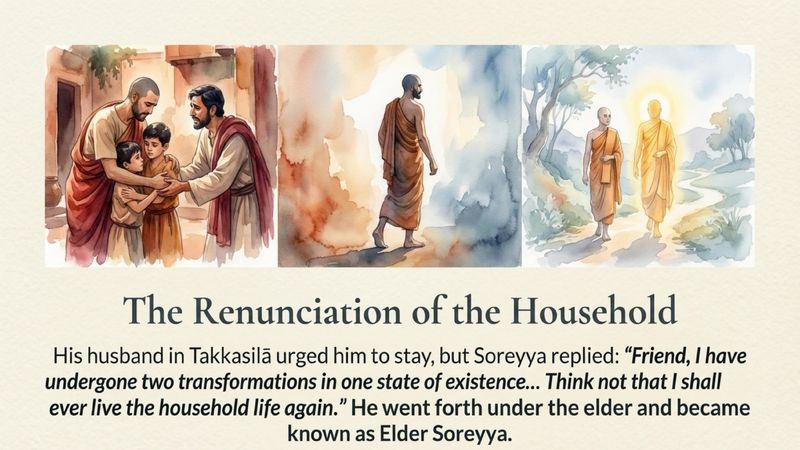 The Renunciation of the Household
His husband in Takkasilā urged him to stay, but Soreyya replied: “Friend, I have
undergone two transformations in one state of existence... Think not that I shall
ever live the household life again.” He went forth under the elder and became
known as Elder Soreyya.